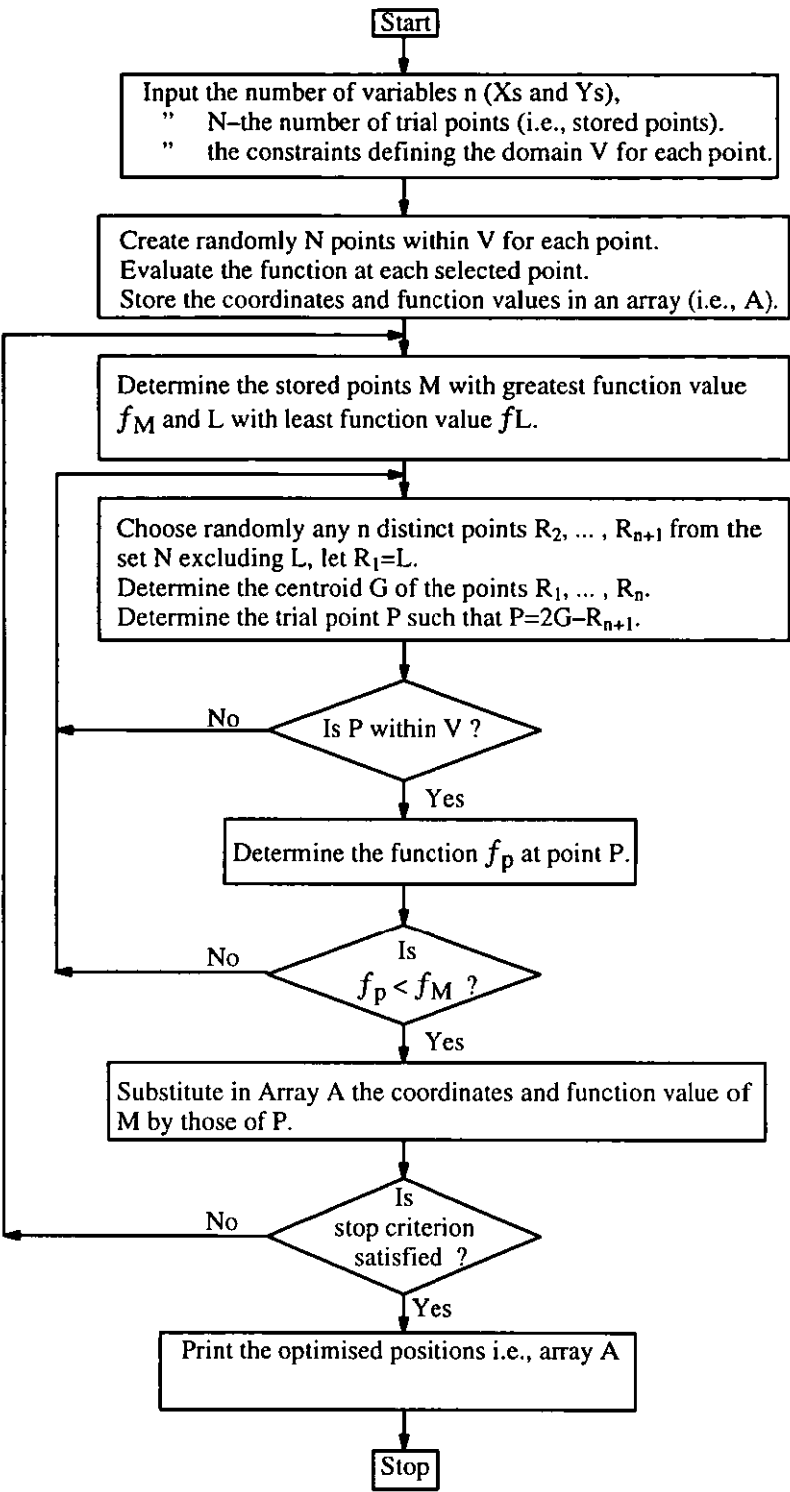 Start
Input the number of variables n (Xs and Ys),
” N–the number of trial points (i.e., stored points).
” the constraints defining the domain V for each point.
Create randomly N points within V for each point.
Evaluate the function at each selected point.
Store the coordinates and function values in an array (i.e., A).
Determine the stored points M with greatest function value
fM and L with least function value fL.
Choose randomly any n distinct points R2, ... , Rn+1 from the
set N excluding L, let R1=L.
Determine the centroid G of the points R1, ... , Rn.
Determine the trial point P such that P=2G–Rn+1.
No
Is P within V ?
Yes
Determine the function fp at point P.
No
Is
fp < fM ?
Yes
Substitute in Array A the coordinates and function value of
M by those of P.
No
Is
stop criterion
satisfied ?
Yes
Print the optimised positions i.e., array A
Stop